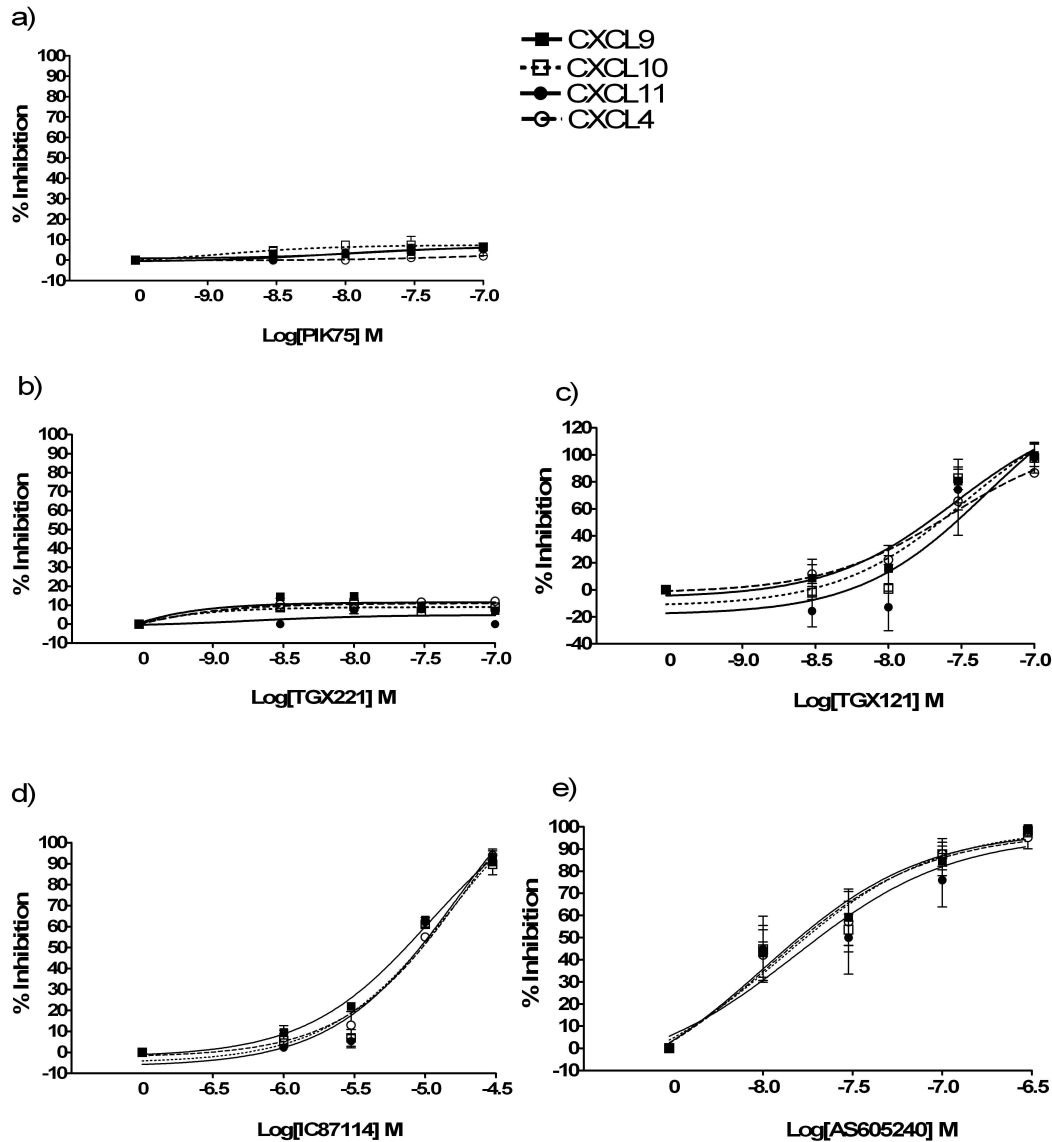 a)
CXCL9
CXCL10
CXCL11
CXCL4
100
90
80
70
60
50
40
30
20
10
0
-10
% Inhibition
0 -9.0 -8.5 -8.0 -7.5 -7.0
Log[PIK75] M
b)
100
90
80
70
60
50
40
30
20
10
0
-10
% Inhibition
0 -9.0 -8.5 -8.0 -7.5 -7.0
Log[TGX221] M
c)
120
100
80
60
40
20
0
-20
-40
% Inhibition
0 -9.0 -8.5 -8.0 -7.5 -7.0
Log[TGX121] M
d)
100
90
80
70
60
50
40
30
20
10
0
-10
% Inhibition
0 -6.5 -6.0 -5.5 -5.0 -4.5
Log[IC87114] M
e)
100
90
80
70
60
50
40
30
20
10
0
-10
% Inhibition
0 -8.0 -7.5 -7.0 -6.5
Log[AS605240] M